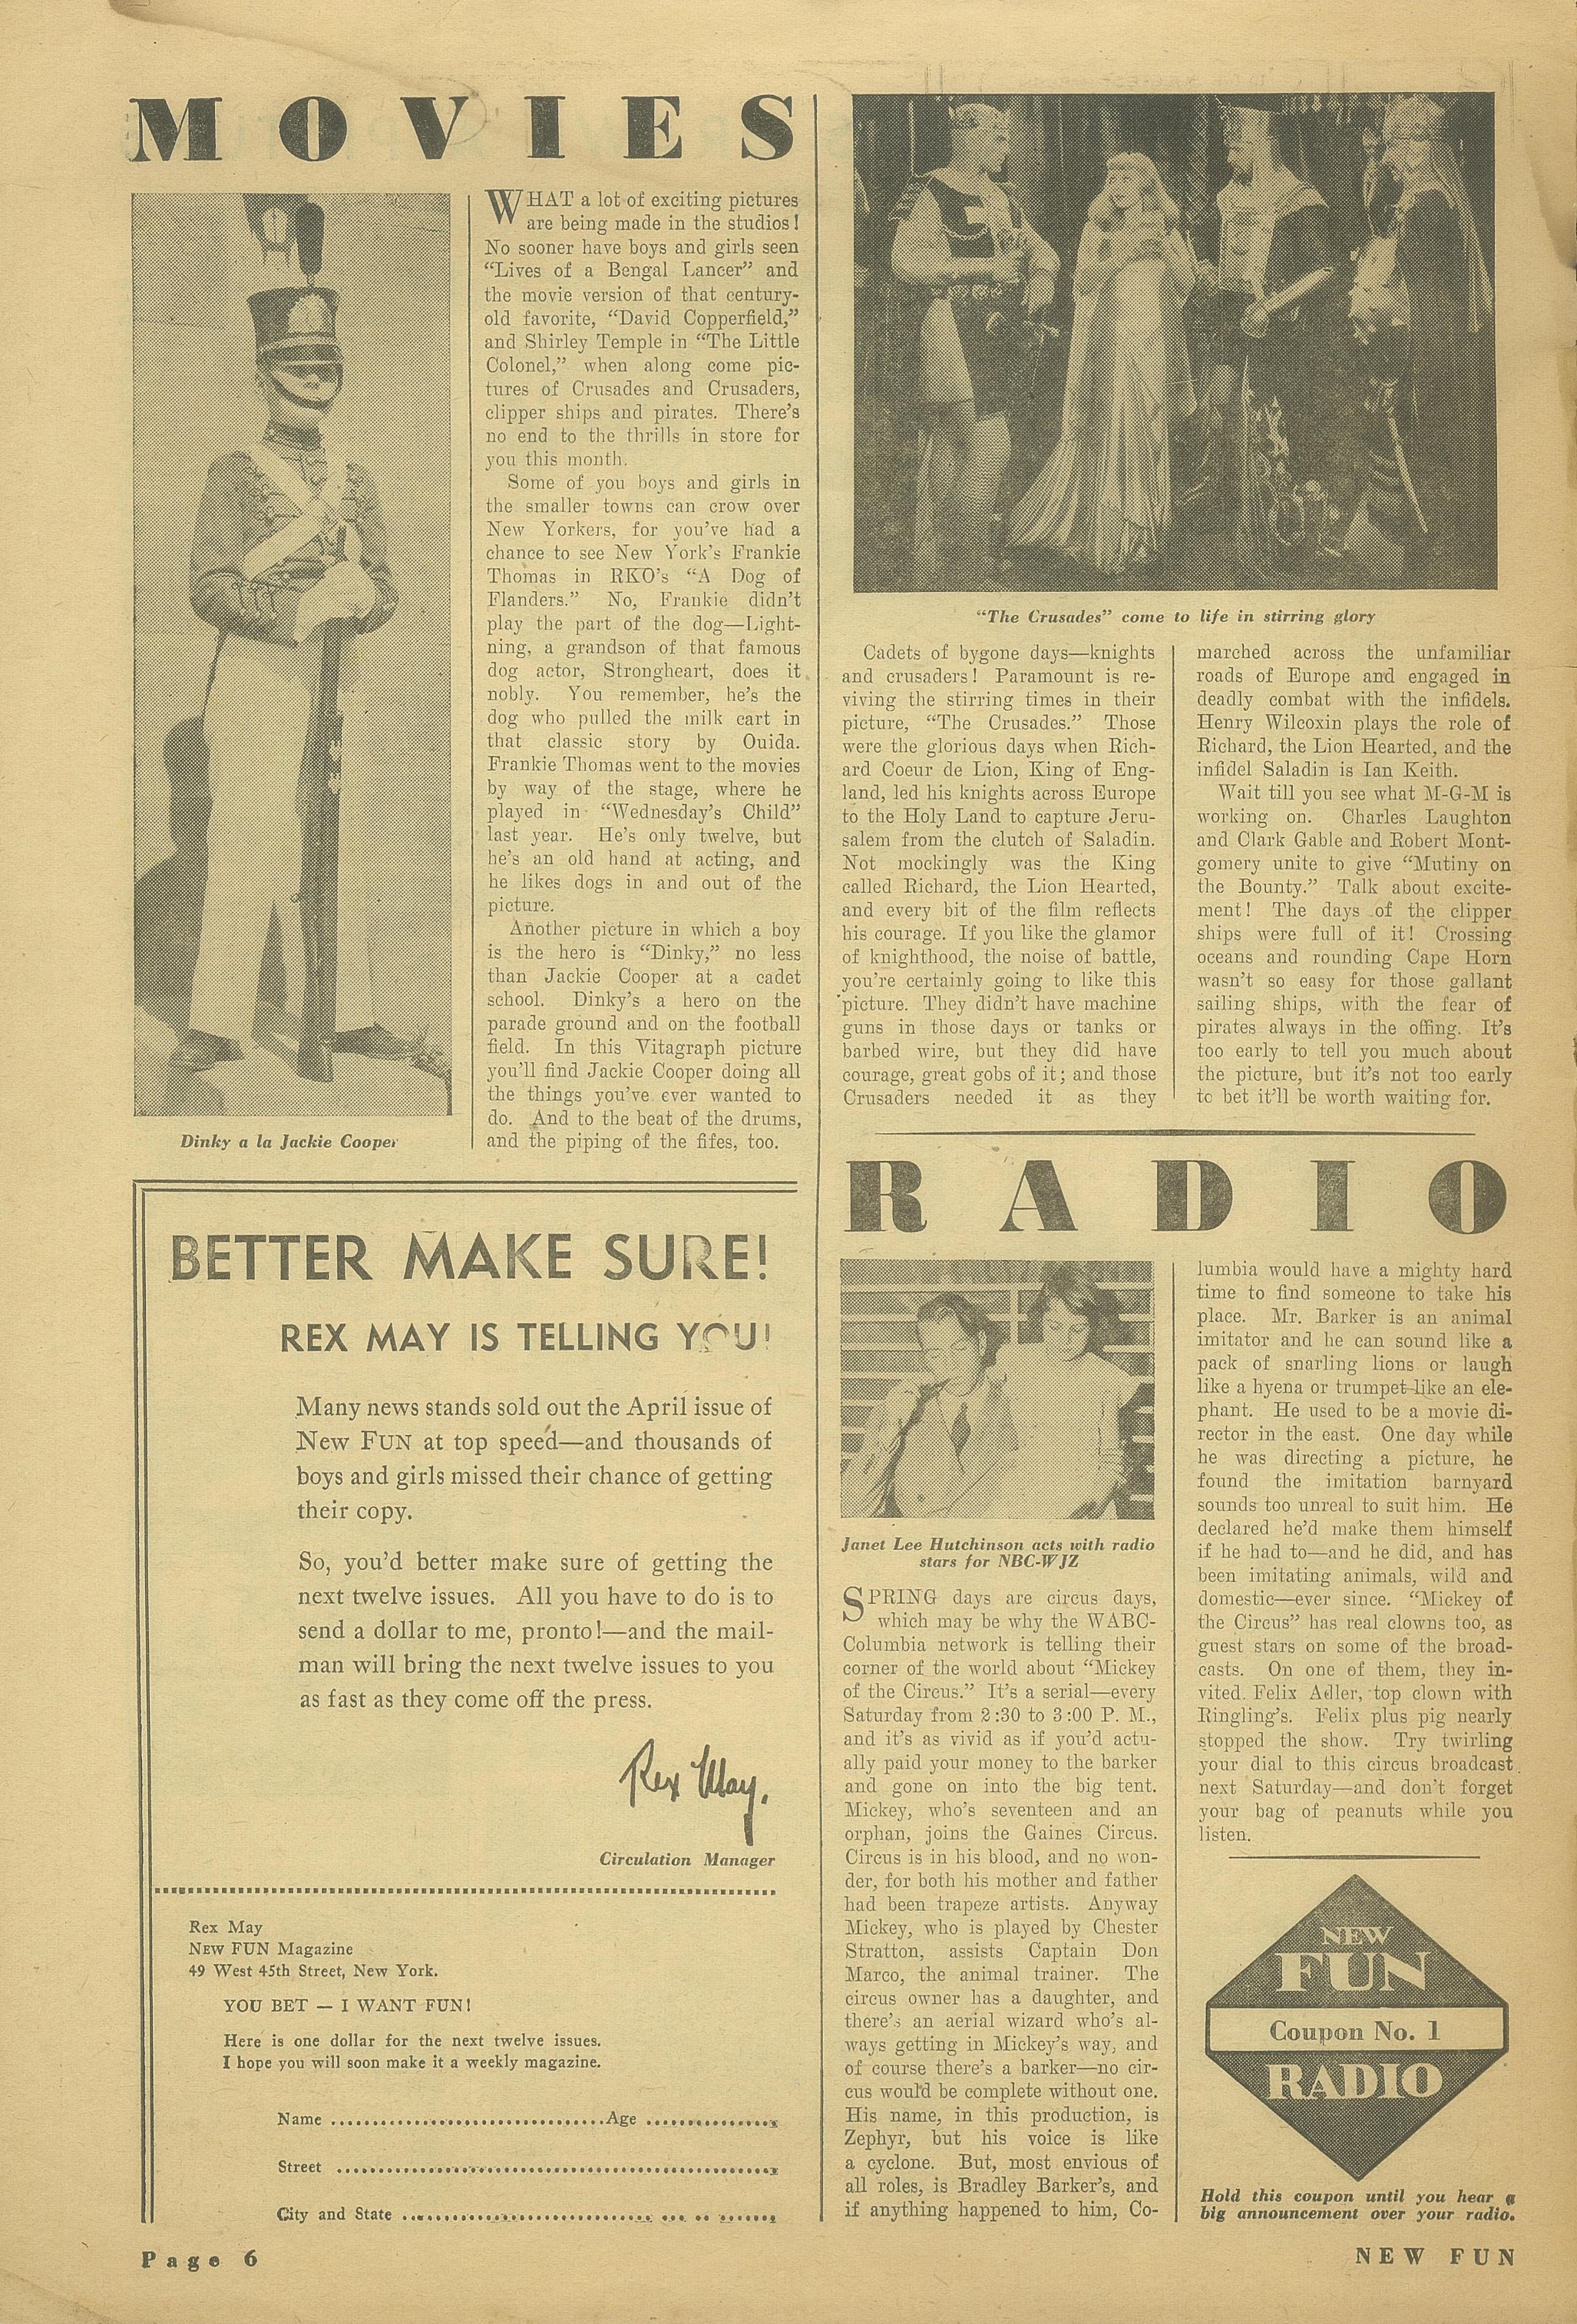 MOVIES
WHAT a lot of exciting pictures
are being made in the studios!
No sooner have boys and girls seen
“Lives of a Bengal Lancer” and
the movie version of that century-
old favorite, “David Copperfield,”
and Shirley Temple in “The Little
Colonel,” when along come pic-
tures of Crusades and Crusaders,
clipper ships and pirates. There’s
no end to the thrills in store for
you this month.
Some of you boys and girls in
the smaller towns can crow over
New Yorkers, for you’ve had a
chance to see New York’s Frankie
Thomas in RKO’s “A Dog of
Flanders.” No, Frankie didn’t
play the part of the dog—Light-
ning, a grandson of that famous
dog actor, Strongheart, does it
nobly. You remember, he’s the
dog who pulled the milk cart in
that classic story by Ouida.
Frankie Thomas went to the movies
by way of the stage, where he
played in “Wednesday’s Child”
last year. He’s only twelve, but
he’s an old hand at acting, and
he likes dogs in and out of the
picture.
Another picture in which a boy
is the hero is “Dinky,” no less
than Jackie Cooper at a cadet
school. Dinky’s a hero on the
parade ground and on the football
field. In this Vitagraph picture
you’ll find Jackie Cooper doing all
the things you’ve ever wanted to
do. And to the beat of the drums,
and the piping of the fifes, too.
Dinky a la Jackie Cooper
“The Crusades” come to life in stirring glory
Cadets of bygone days—knights
and crusaders! Paramount is re-
viving the stirring times in their
picture, “The Crusades.” Those
were the glorious days when Rich-
ard Coeur de Lion, King of Eng-
land, led his knights across Europe
to the Holy Land to capture Jeru-
salem from the clutch of Saladin.
Not mockingly was the King
called Richard, the Lion Hearted,
and every bit of the film reflects
his courage. If you like the glamor
of knighthood, the noise of battle,
you’re certainly going to like this
picture. They didn’t have machine
guns in those days or tanks or
barbed wire, but they did have
courage, great gobs of it; and those
Crusaders needed it as they
marched across the unfamiliar
roads of Europe and engaged in
deadly combat with the infidels.
Henry Wilcoxin plays the role of
Richard, the Lion Hearted, and the
infidel Saladin is Ian Keith.
Wait till you see what M-G-M is
working on. Charles Laughton
and Clark Gable and Robert Mont-
gomery unite to give “Mutiny on
the Bounty.” Talk about excite-
ment! The days of the clipper
ships were full of it! Crossing
oceans and rounding Cape Horn
wasn’t so easy for those gallant
sailing ships, with the fear of
pirates always in the offing. It’s
too early to tell you much about
the picture, but it’s not too early
to bet it’ll be worth waiting for.
BETTER MAKE SURE!
REX MAY IS TELLING YOU!
Many news stands sold out the April issue of
New FUN at top speed—and thousands of
boys and girls missed their chance of getting
their copy.
So, you’d better make sure of getting the
next twelve issues. All you have to do is to
send a dollar to me, pronto!—and the mail-
man will bring the next twelve issues to you
as fast as they come off the press.
Rex May.
Circulation Manager
Rex May
NEW FUN Magazine
49 West 45th Street, New York.
YOU BET — I WANT FUN!
Here is one dollar for the next twelve issues.
I hope you will soon make it a weekly magazine.
Name ........ Age ........
Street ........
City and State ........
RADIO
Janet Lee Hutchinson acts with radio
stars for NBC-WJZ
SPRING days are circus days,
which may be why the WABC-
Columbia network is telling their
corner of the world about “Mickey
of the Circus.” It’s a serial—every
Saturday from 2:30 to 3:00 P. M.,
and it’s as vivid as if you’d actu-
ally paid your money to the barker
and gone on into the big tent.
Mickey, who’s seventeen and an
orphan, joins the Gaines Circus.
Circus is in his blood, and no won-
der, for both his mother and father
had been trapeze artists. Anyway
Mickey, who is played by Chester
Stratton, assists Captain Don
Marco, the animal trainer. The
circus owner has a daughter, and
there’s an aerial wizard who’s al-
ways getting in Mickey’s way, and
of course there’s a barker—no cir-
cus would be complete without one.
His name, in this production, is
Zephyr, but his voice is like
a cyclone. But, most envious of
all roles, is Bradley Barker’s, and
if anything happened to him, Co-
lumbia would have a mighty hard
time to find someone to take his
place. Mr. Barker is an animal
imitator and he can sound like a
pack of snarling lions or laugh
like a hyena or trumpet like an ele-
phant. He used to be a movie di-
rector in the east. One day while
he was directing a picture, he
found the imitation barnyard
sounds too unreal to suit him. He
declared he’d make them himself
if he had to—and he did, and has
been imitating animals, wild and
domestic—ever since. “Mickey of
the Circus” has real clowns too, as
guest stars on some of the broad-
casts. On one of them, they in-
vited Felix Adler, top clown with
Ringling’s. Felix plus pig nearly
stopped the show. Try twirling
your dial to this circus broadcast
next Saturday—and don’t forget
your bag of peanuts while you
listen.
NEW
FUN
Coupon No. 1
RADIO
Hold this coupon until you hear a
big announcement over your radio.
Page 6
NEW FUN